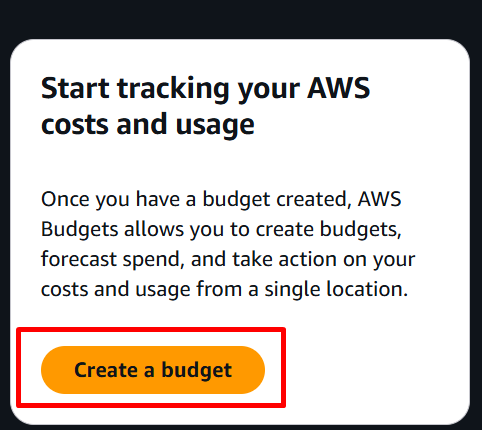 Start tracking your AWS
costs and usage
Once you have a budget created, AWS
Budgets allows you to create budgets,
forecast spend, and take action on your
costs and usage from a single location.
Create a budget